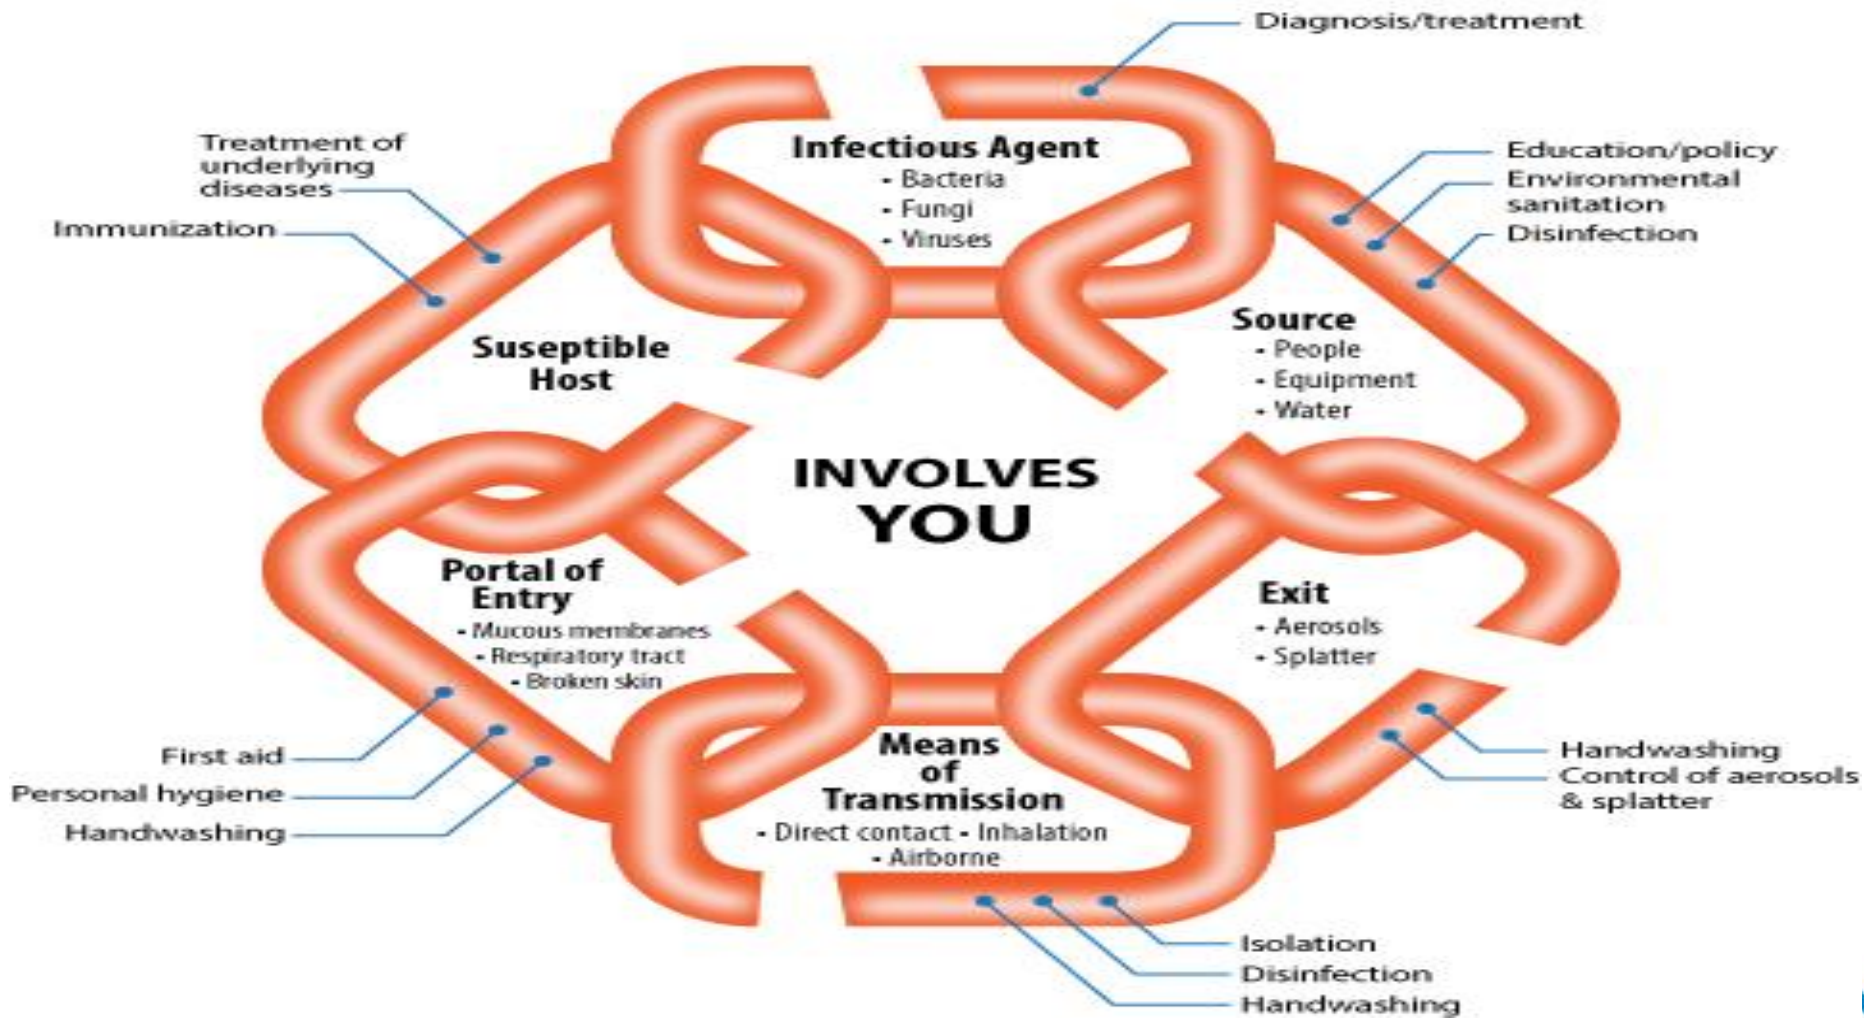 Diagnosis/treatment
Infectious Agent
- Bacteria
- Fungi
- Viruses
Education/policy
Environmental
sanitation
Disinfection
Source
- People
- Equipment
- Water
Exit
- Aerosols
- Splatter
Handwashing
Control of aerosols
& splatter
Means
of
Transmission
- Direct contact - Inhalation
- Airborne
Isolation
Disinfection
Handwashing
Portal of
Entry
- Mucous membranes
- Respiratory tract
- Broken skin
First aid
Personal hygiene
Handwashing
Suseptible
Host
Treatment of
underlying
diseases
Immunization
INVOLVES
YOU